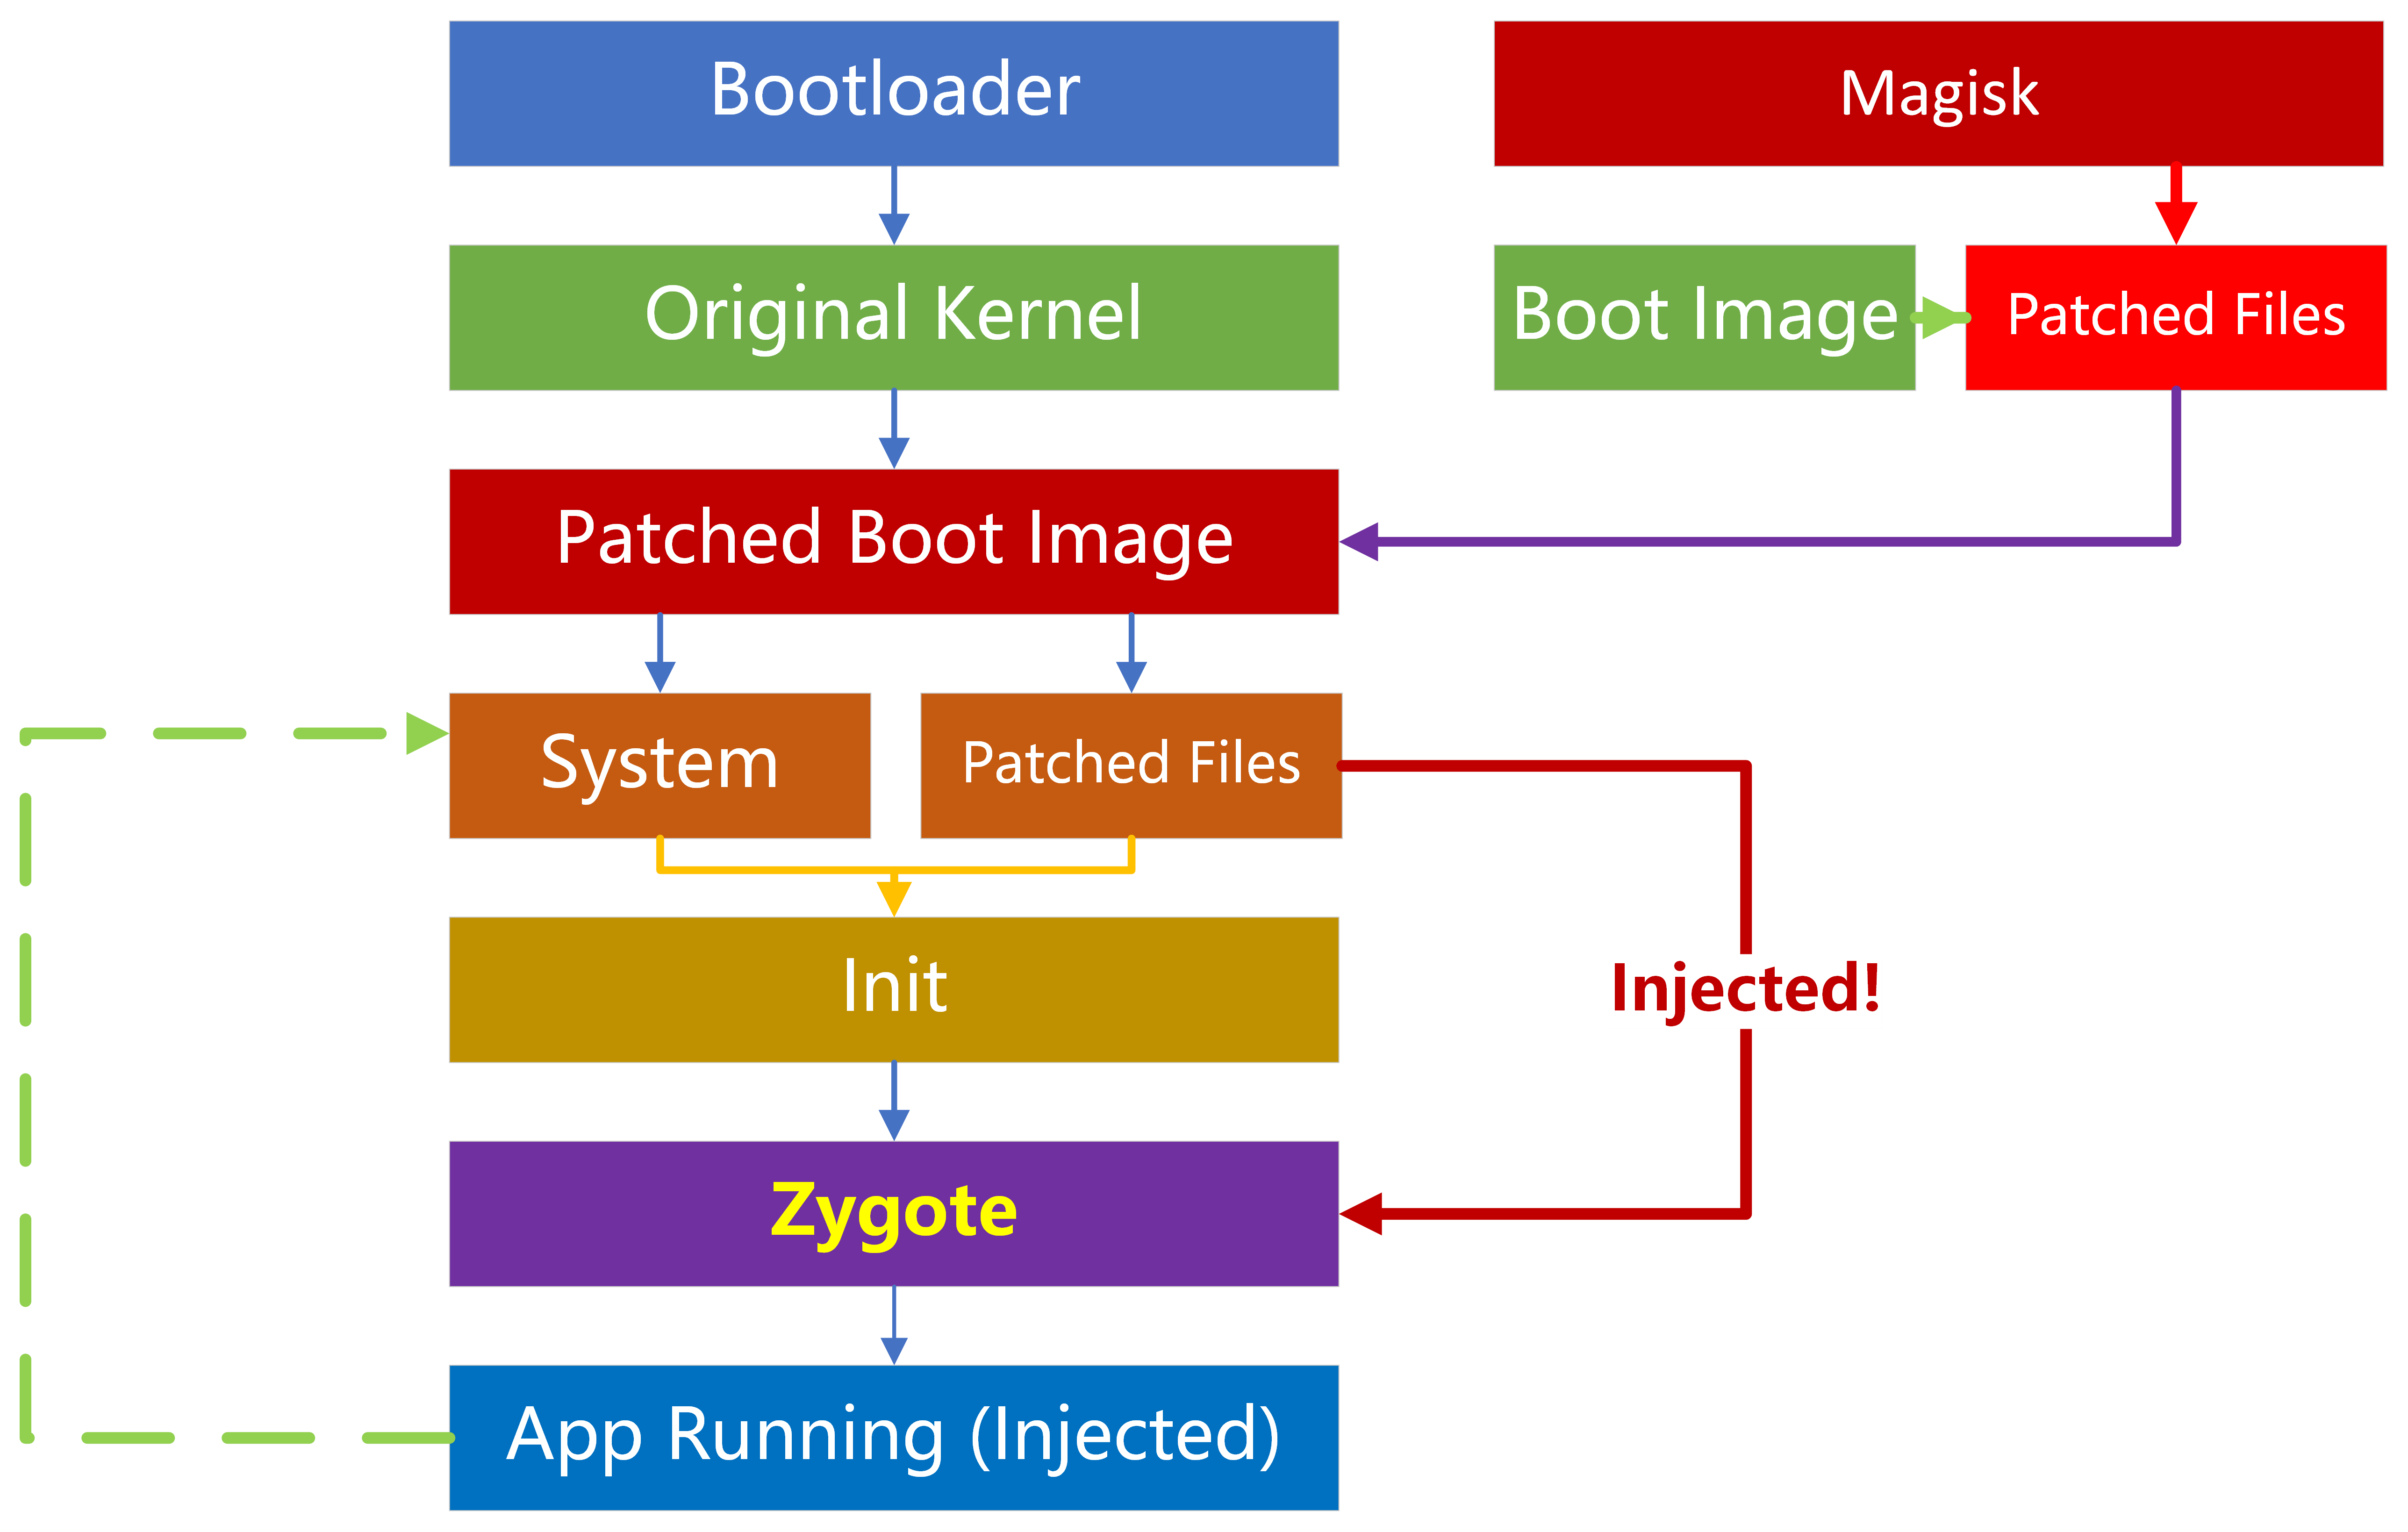 Bootloader
Magisk
Original Kernel
Boot Image
Patched Files
Patched Boot Image
System
Patched Files
Init
Injected!
Zygote
App Running (Injected)